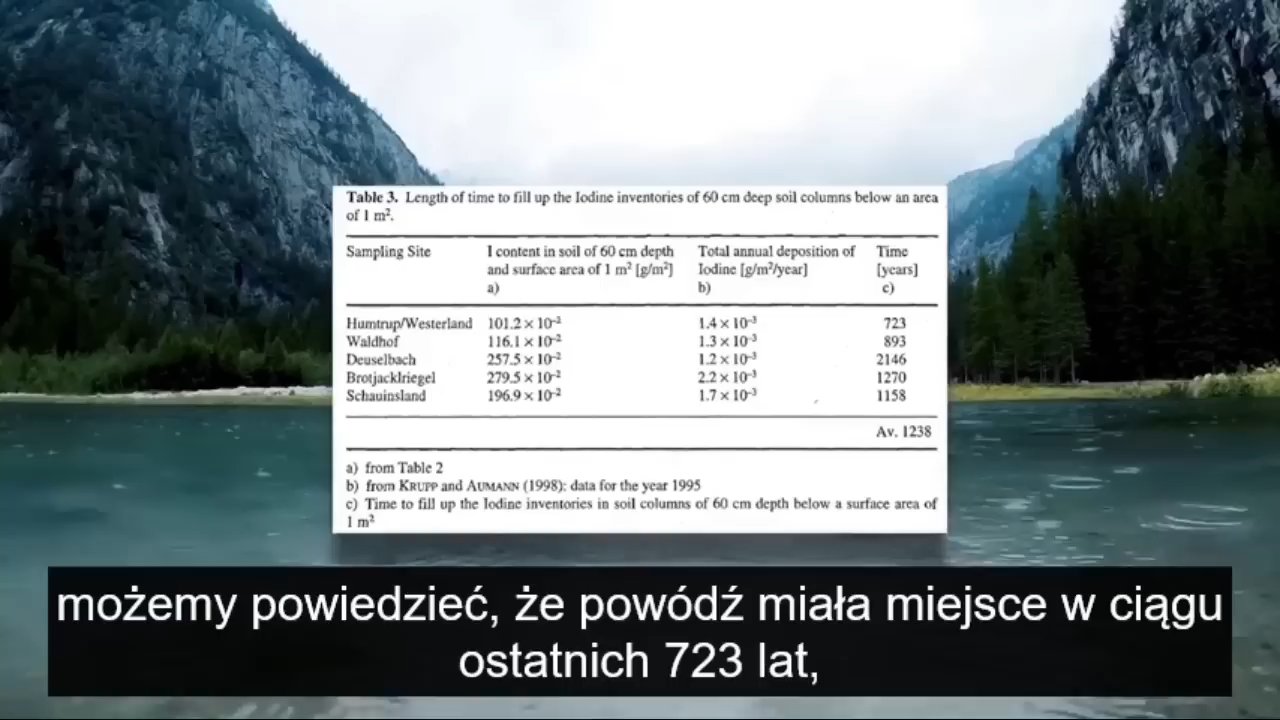 Table 3. Length of time to fill up the Iodine inventories of 60 cm deep soil columns below an area
of 1 m².
Sampling Site I content in soil of 60 cm depth Total annual deposition of Time
and surface area of 1 m² [g/m²] Iodine [g/m²/year] [years]
a) b) c)
Humtrup/Westerland 101.2 × 10⁻² 1.4 × 10⁻³ 723
Waldhof 116.1 × 10⁻² 1.3 × 10⁻³ 893
Deuselbach 257.5 × 10⁻² 1.2 × 10⁻³ 2146
Brotjacklriegel 279.5 × 10⁻² 2.2 × 10⁻³ 1270
Schauinsland 196.9 × 10⁻² 1.7 × 10⁻³ 1158
Av. 1238
a) from Table 2
b) from KRUPP and AUMANN (1998): data for the year 1995
c) Time to fill up the Iodine inventories in soil columns of 60 cm depth below a surface area of
1 m²
możemy powiedzieć, że powódź miała miejsce w ciągu
ostatnich 723 lat,